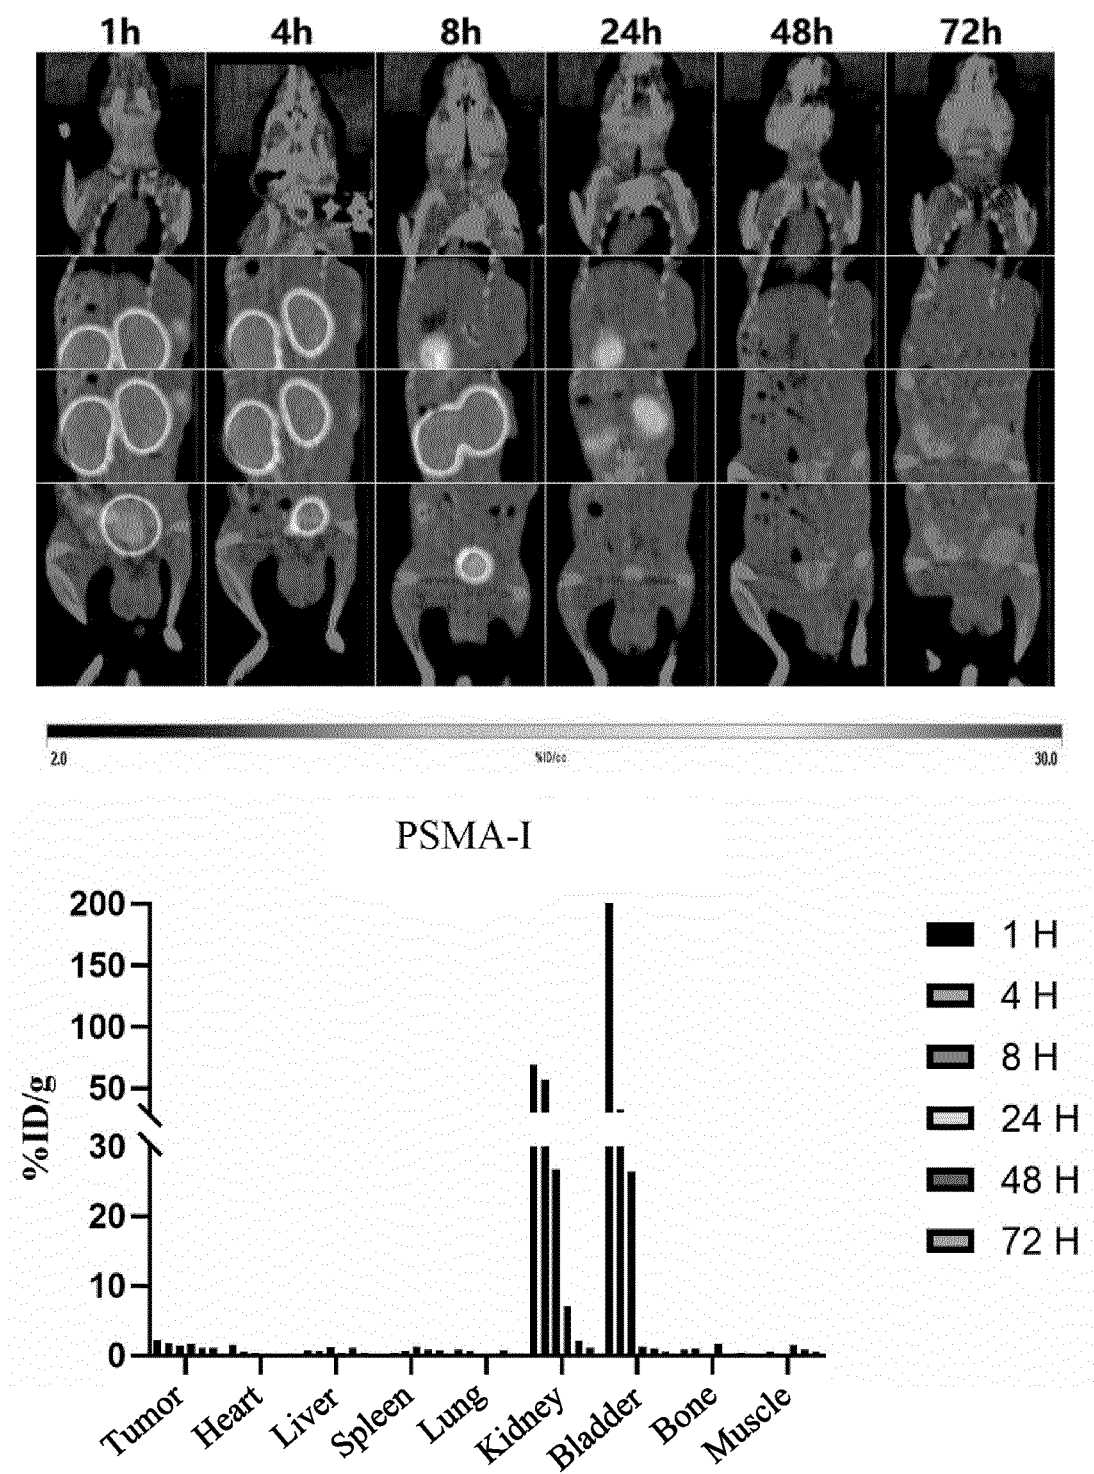 1h 4h 8h 24h 48h 72h
2.0 %ID/cc 30.0
PSMA-I
%ID/g
200
150
100
50
30
20
10
0
Tumor Heart Liver Spleen Lung Kidney Bladder Bone Muscle
1 H
4 H
8 H
24 H
48 H
72 H